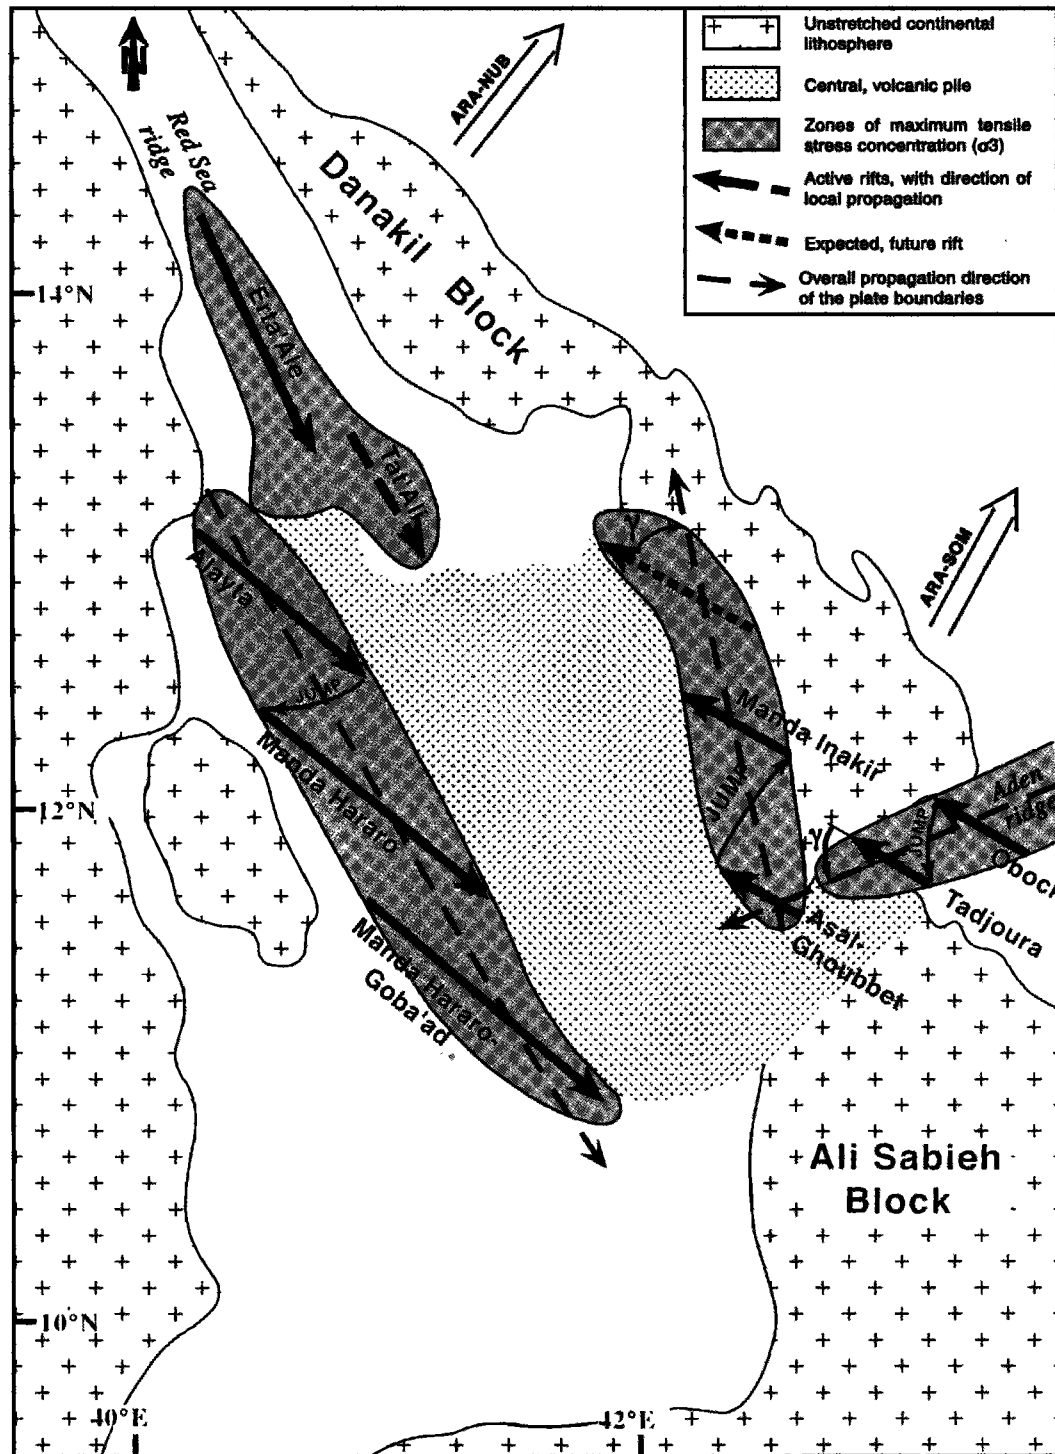 Unstretched continental
lithosphere
Central, volcanic pile
Zones of maximum tensile
stress concentration (σ3)
Active rifts, with direction of
local propagation
Expected, future rift
Overall propagation direction
of the plate boundaries
N
ARA-NUB
Red Sea
ridge
Danakil
Block
14°N
Erta'Ale
Tat'Ali
ARA-SOM
γ
Alayta
JUMP
Manda Inakir
Manda Hararo
JUMP
12°N
Aden
ridge
JUMP
γ
Obock
Tadjoura
Asal-
Ghoubbet
Manda Hararo-
Goba'ad
Ali Sabieh
Block
10°N
40°E
42°E